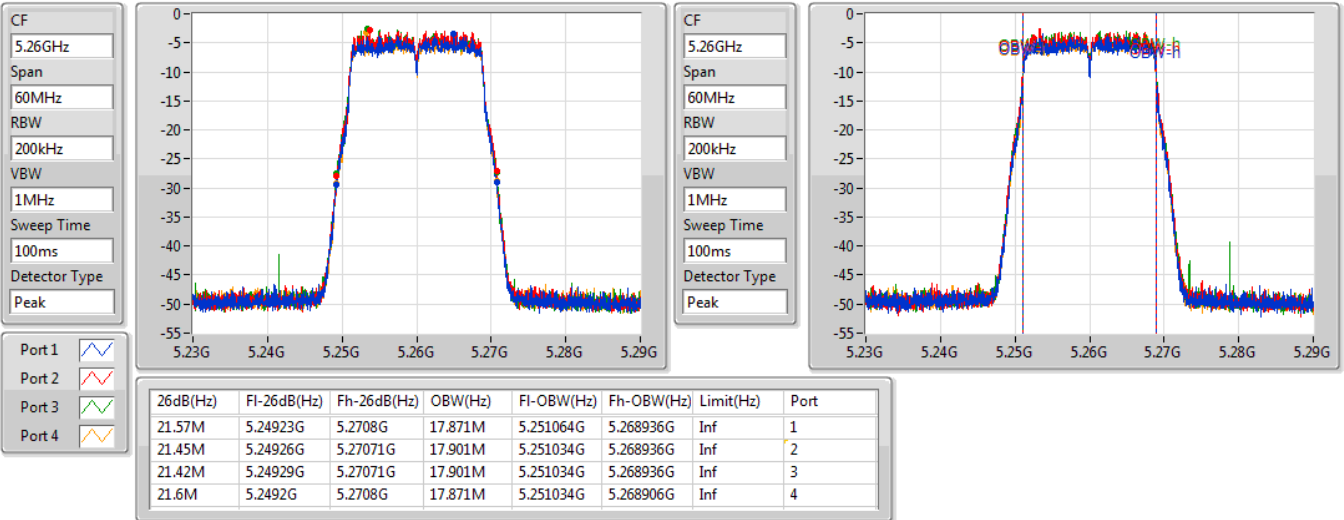 CF
5.26GHz
Span
60MHz
RBW
200kHz
VBW
1MHz
Sweep Time
100ms
Detector Type
Peak
0
-5
-10
-15
-20
-25
-30
-35
-40
-45
-50
-55
5.23G 5.24G 5.25G 5.26G 5.27G 5.28G 5.29G
CF
5.26GHz
Span
60MHz
RBW
200kHz
VBW
1MHz
Sweep Time
100ms
Detector Type
Peak
0
-5
-10
-15
-20
-25
-30
-35
-40
-45
-50
-55
5.23G 5.24G 5.25G 5.26G 5.27G 5.28G 5.29G
Port 1
Port 2
Port 3
Port 4
26dB(Hz) Fl-26dB(Hz) Fh-26dB(Hz) OBW(Hz) Fl-OBW(Hz) Fh-OBW(Hz) Limit(Hz) Port
21.57M 5.24923G 5.2708G 17.871M 5.251064G 5.268936G Inf 1
21.45M 5.24926G 5.27071G 17.901M 5.251034G 5.268936G Inf 2
21.42M 5.24929G 5.27071G 17.901M 5.251034G 5.268936G Inf 3
21.6M 5.2492G 5.2708G 17.871M 5.251034G 5.268906G Inf 4